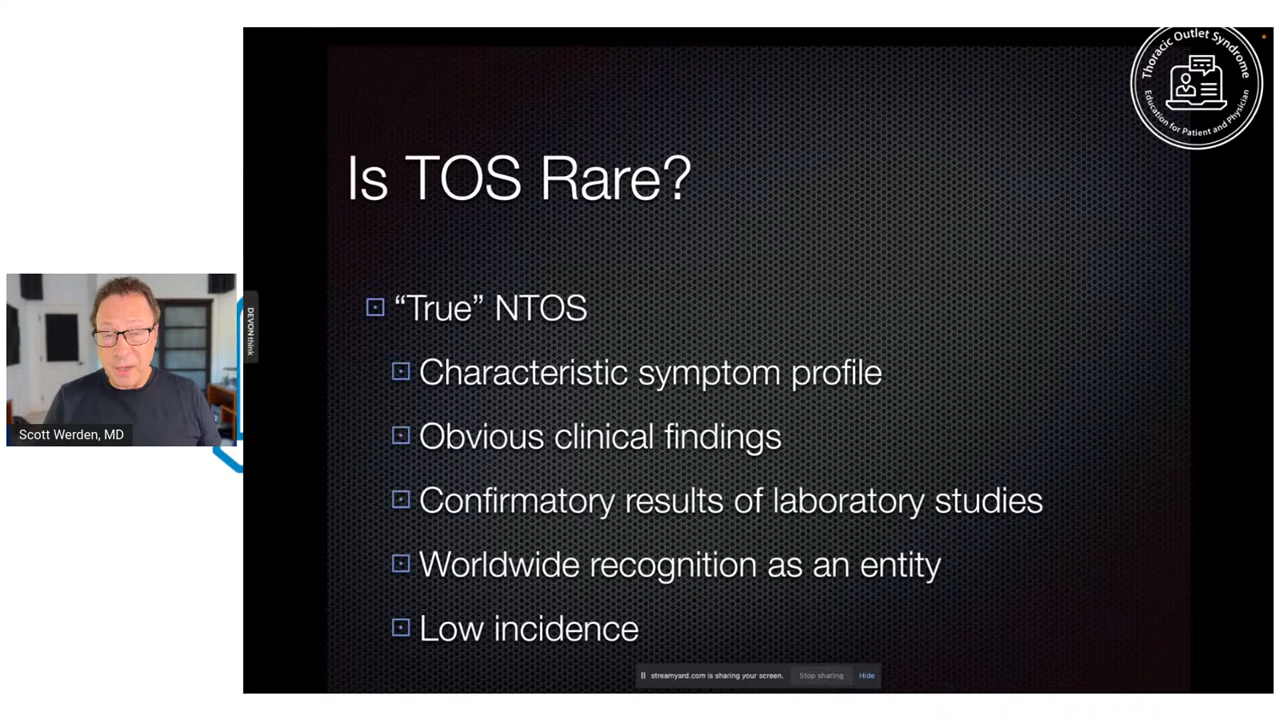 Thoracic Outlet Syndrome
Education for Patient and Physician
Is TOS Rare?
“True” NTOS
Characteristic symptom profile
Obvious clinical findings
Confirmatory results of laboratory studies
Worldwide recognition as an entity
Low incidence
DEVONthink
Scott Werden, MD
streamyard.com is sharing your screen.
Stop sharing
Hide